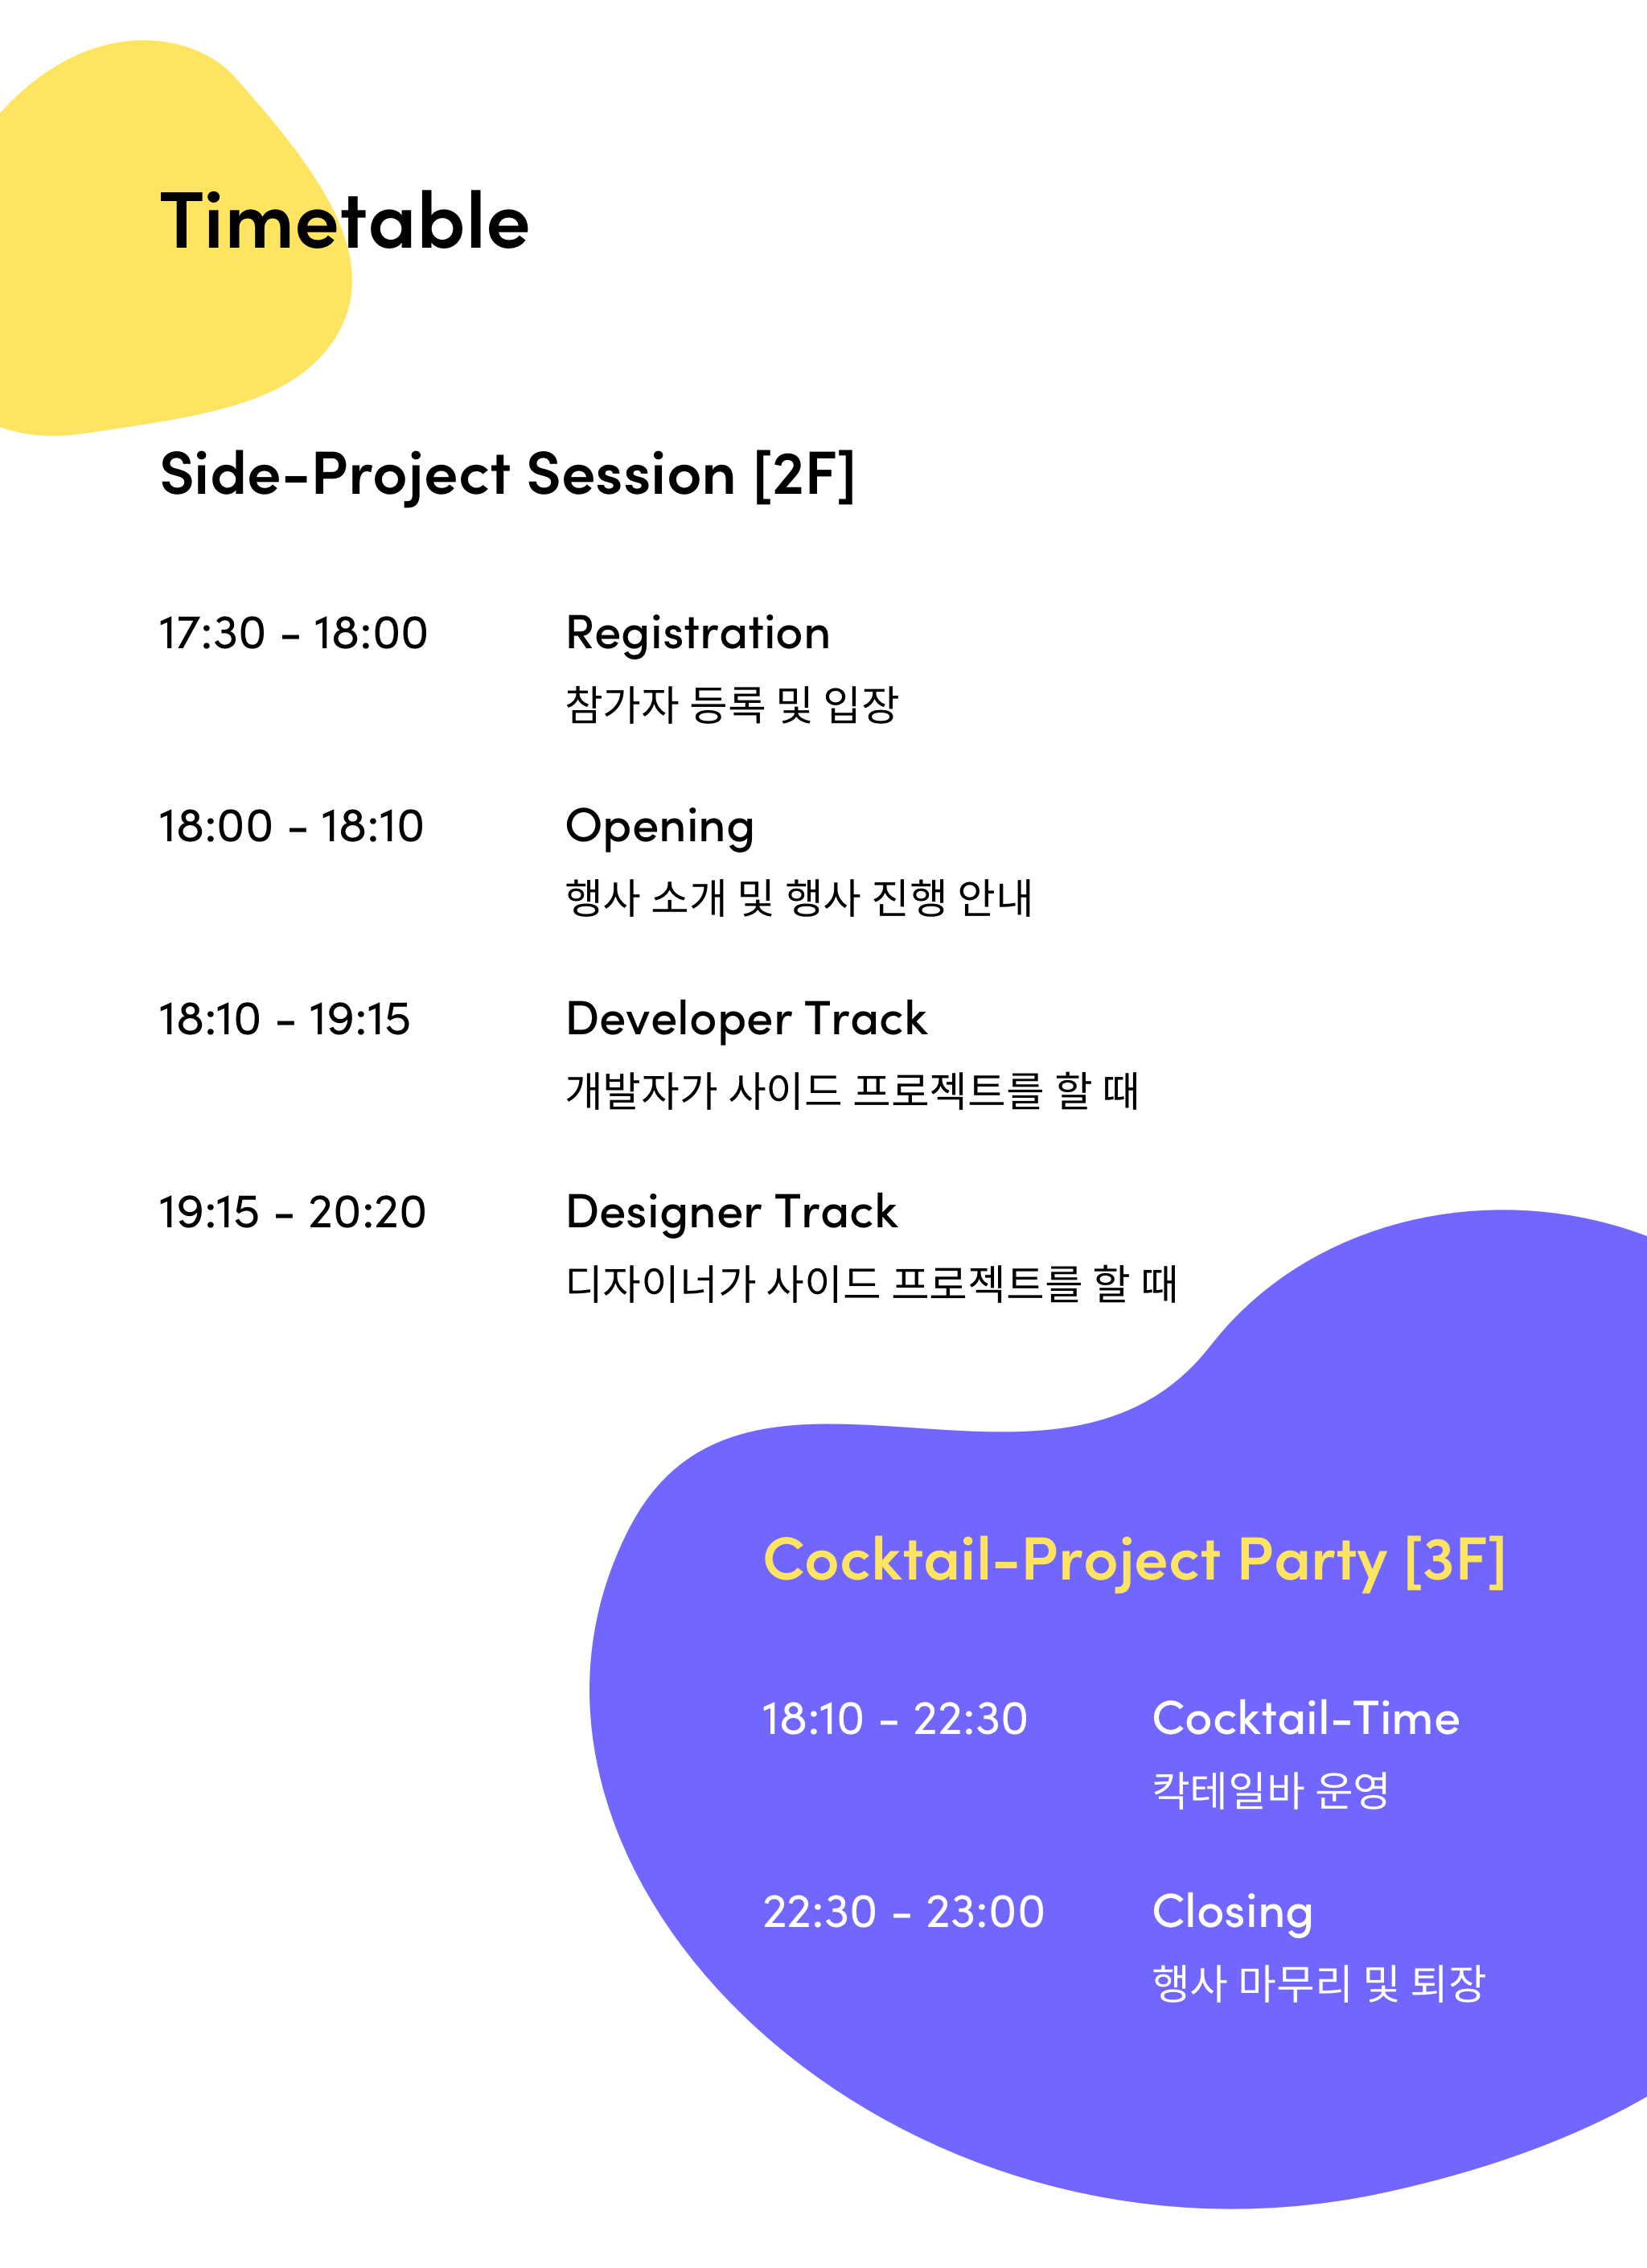 Timetable
Side-Project Session [2F]
17:30 - 18:00 Registration
참가자 등록 및 입장
18:00 - 18:10 Opening
행사 소개 및 행사 진행 안내
18:10 - 19:15 Developer Track
개발자가 사이드 프로젝트를 할 때
19:15 - 20:20 Designer Track
디자이너가 사이드 프로젝트를 할 때
Cocktail-Project Party [3F]
18:10 - 22:30 Cocktail-Time
칵테일바 운영
22:30 - 23:00 Closing
행사 마무리 및 퇴장